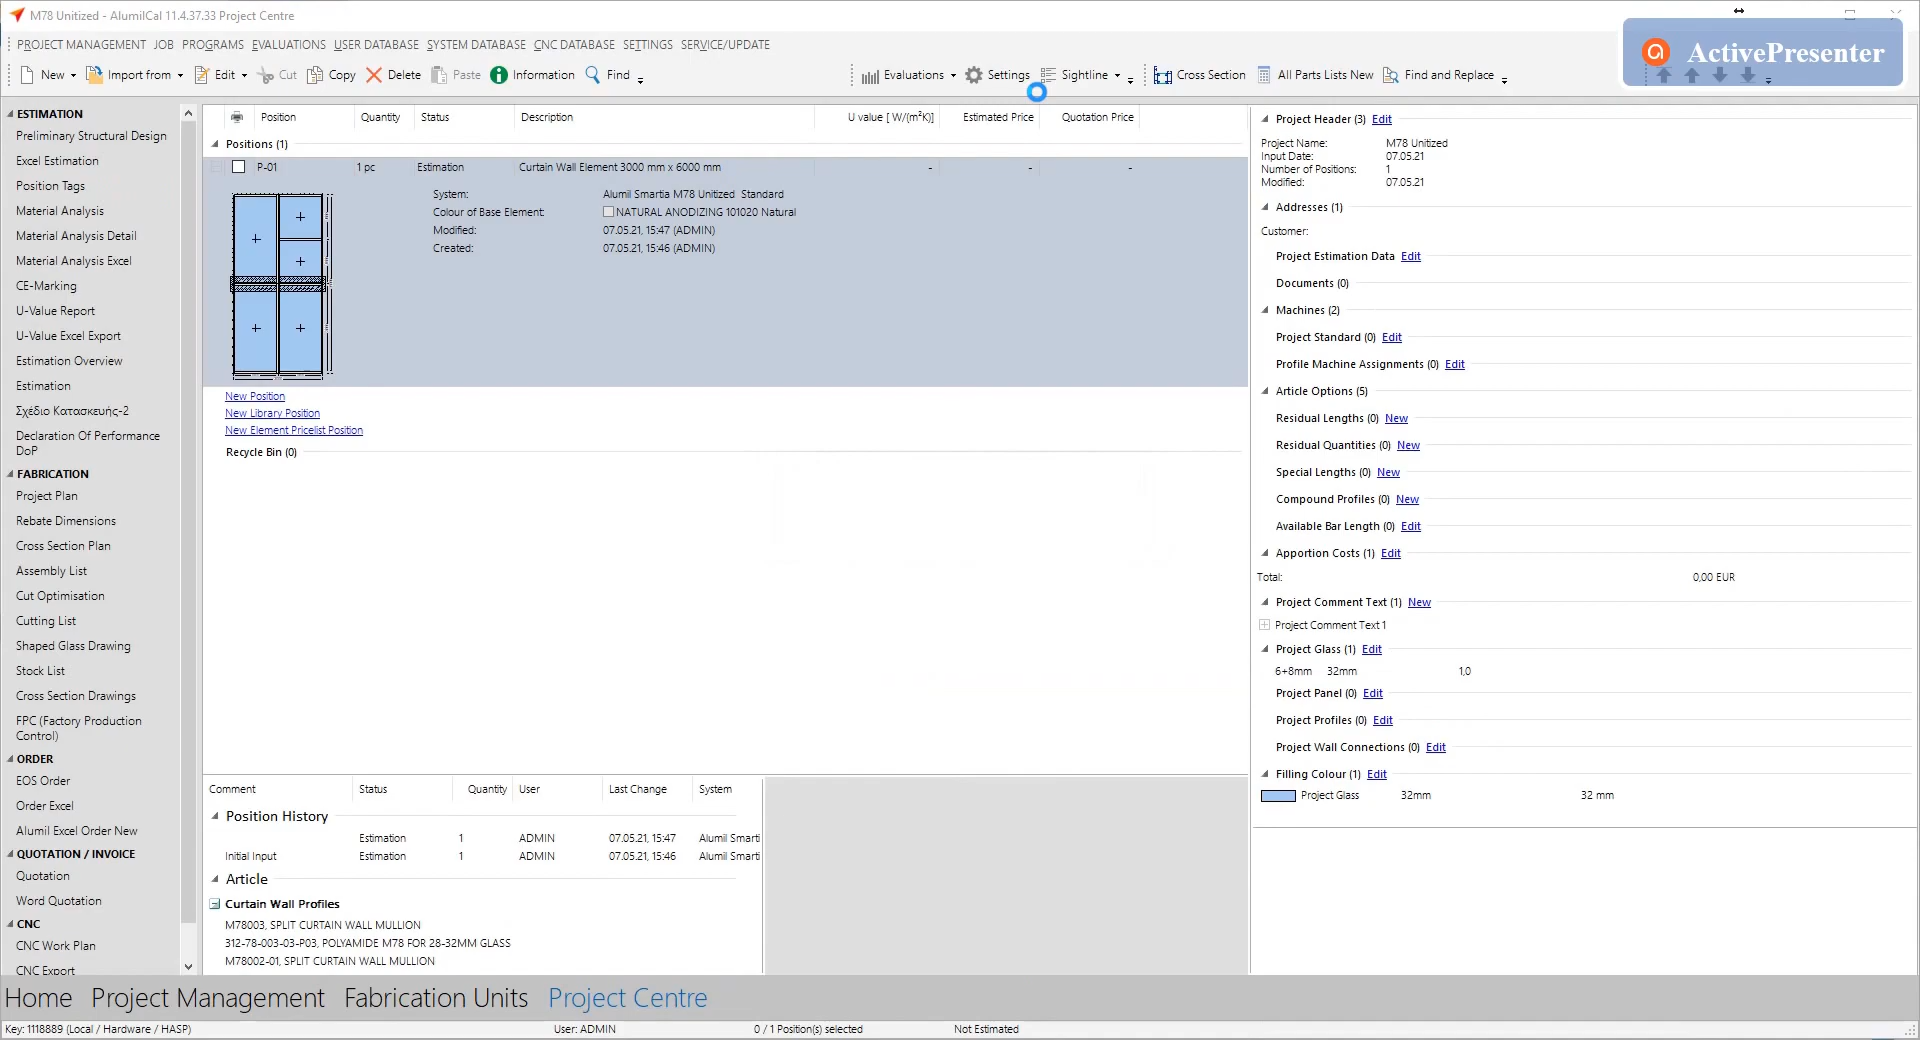 M78 Unitized - AlumilCal 11.4.37.33 Project Centre
PROJECT MANAGEMENT JOB PROGRAMS EVALUATIONS USER DATABASE SYSTEM DATABASE CNC DATABASE SETTINGS SERVICE/UPDATE
New Import from Edit Cut Copy Delete Paste Information Find Evaluations Settings Sightline Cross Section All Parts Lists New Find and Replace
ActivePresenter
ESTIMATION
Preliminary Structural Design
Excel Estimation
Position Tags
Material Analysis
Material Analysis Detail
Material Analysis Excel
CE-Marking
U-Value Report
U-Value Excel Export
Estimation Overview
Estimation
Σχέδιο Κατασκευής-2
Declaration Of Performance
DoP
FABRICATION
Project Plan
Rebate Dimensions
Cross Section Plan
Assembly List
Cut Optimisation
Cutting List
Shaped Glass Drawing
Stock List
Cross Section Drawings
FPC (Factory Production
Control)
ORDER
EOS Order
Order Excel
Alumil Excel Order New
QUOTATION / INVOICE
Quotation
Word Quotation
CNC
CNC Work Plan
CNC Export
Position Quantity Status Description U value [ W/(m²K)] Estimated Price Quotation Price
Positions (1)
P-01 1 pc Estimation Curtain Wall Element 3000 mm x 6000 mm - - -
System: Alumil Smartia M78 Unitized Standard
Colour of Base Element: NATURAL ANODIZING 101020 Natural
Modified: 07.05.21, 15:47 (ADMIN)
Created: 07.05.21, 15:46 (ADMIN)
New Position
New Library Position
New Element Pricelist Position
Recycle Bin (0)
Comment Status Quantity User Last Change System
Position History
Estimation 1 ADMIN 07.05.21, 15:47 Alumil Smarti
Initial Input Estimation 1 ADMIN 07.05.21, 15:46 Alumil Smarti
Article
Curtain Wall Profiles
M78003, SPLIT CURTAIN WALL MULLION
312-78-003-03-P03, POLYAMIDE M78 FOR 28-32MM GLASS
M78002-01, SPLIT CURTAIN WALL MULLION
Project Header (3) Edit
Project Name: M78 Unitized
Input Date: 07.05.21
Number of Positions: 1
Modified: 07.05.21
Addresses (1)
Customer:
Project Estimation Data Edit
Documents (0)
Machines (2)
Project Standard (0) Edit
Profile Machine Assignments (0) Edit
Article Options (5)
Residual Lengths (0) New
Residual Quantities (0) New
Special Lengths (0) New
Compound Profiles (0) New
Available Bar Length (0) Edit
Apportion Costs (1) Edit
Total: 0,00 EUR
Project Comment Text (1) New
Project Comment Text 1
Project Glass (1) Edit
6+8mm 32mm 1,0
Project Panel (0) Edit
Project Profiles (0) Edit
Project Wall Connections (0) Edit
Filling Colour (1) Edit
Project Glass 32mm 32 mm
Home Project Management Fabrication Units Project Centre
Key: 1118889 (Local / Hardware / HASP) User: ADMIN 0 / 1 Position(s) selected Not Estimated